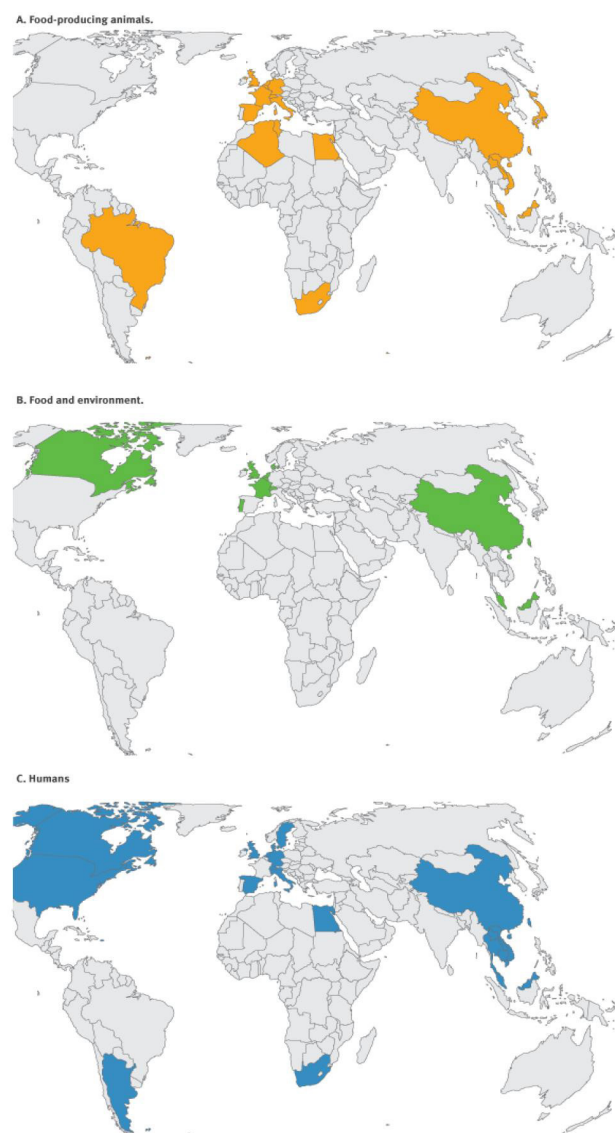 A. Food-producing animals.
B. Food and environment.
C. Humans